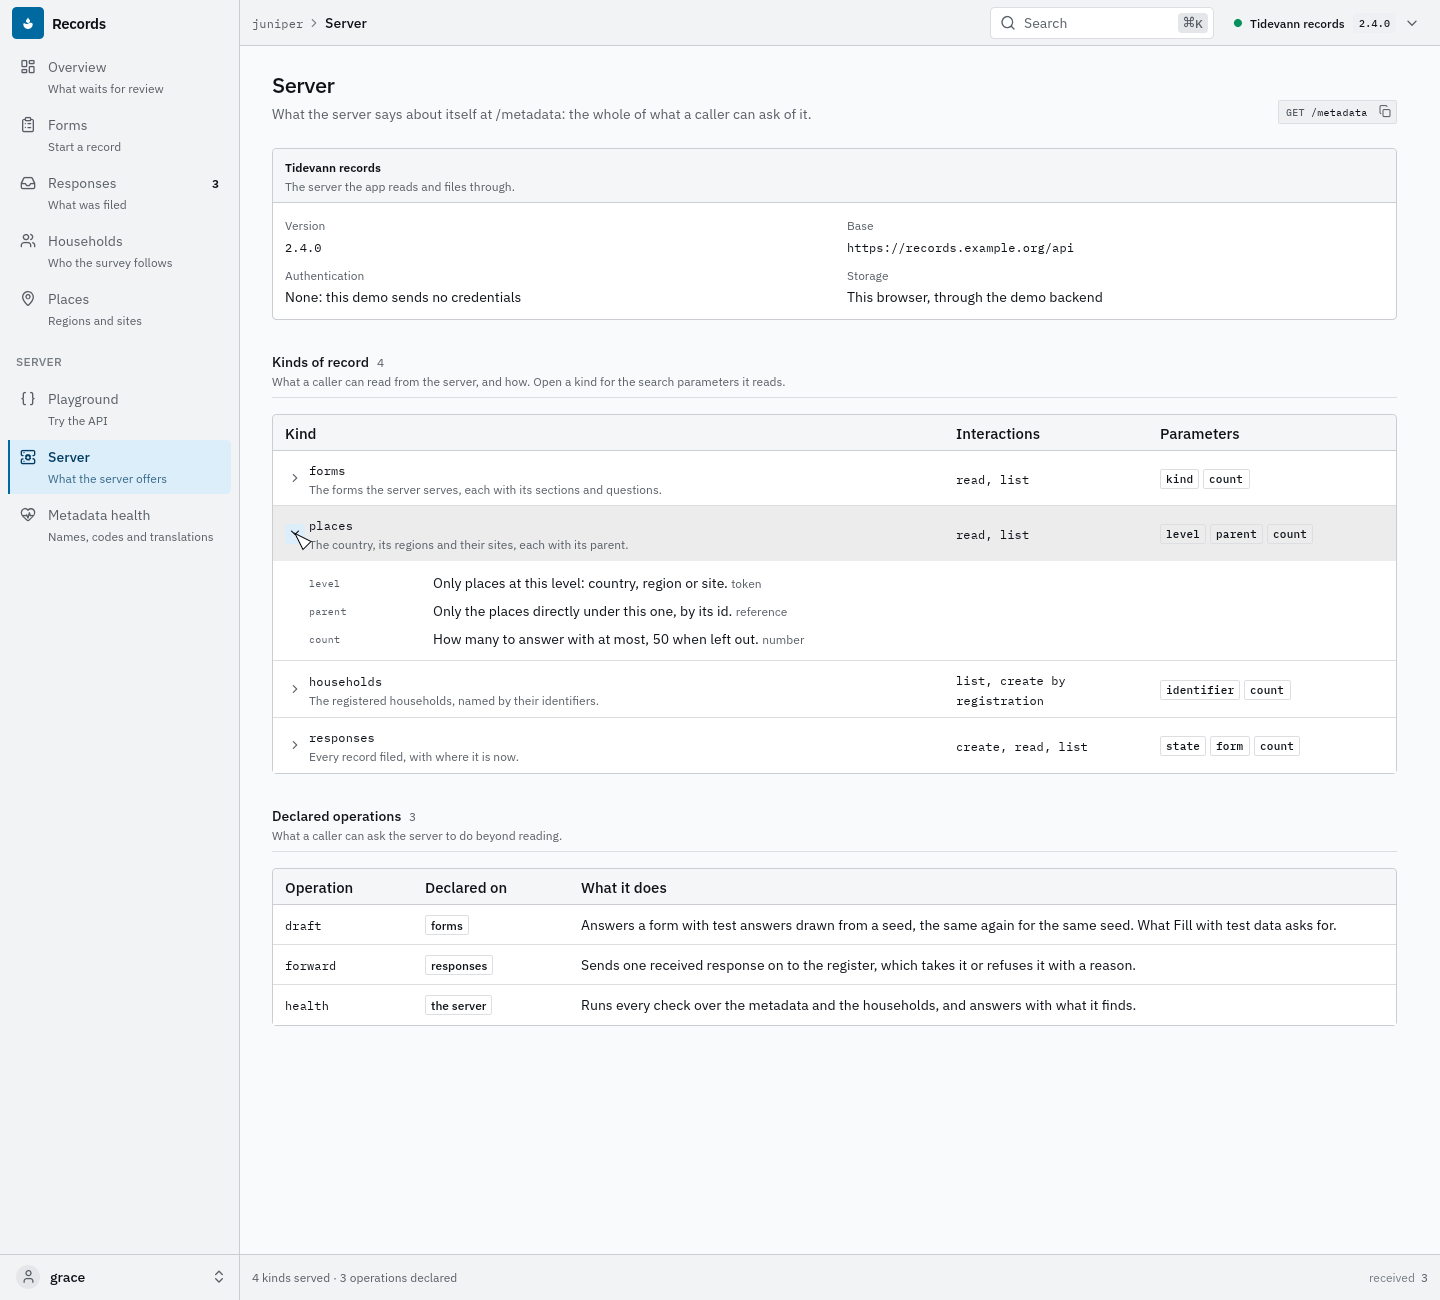 Records
Overview
What waits for review
Forms
Start a record
Responses 3
What was filed
Households
Who the survey follows
Places
Regions and sites
SERVER
Playground
Try the API
Server
What the server offers
Metadata health
Names, codes and translations
grace
juniper Server
Search ⌘K
Tidevann records 2.4.0
Server
What the server says about itself at /metadata: the whole of what a caller can ask of it.
GET /metadata
Tidevann records
The server the app reads and files through.
Version
2.4.0
Base
https://records.example.org/api
Authentication
None: this demo sends no credentials
Storage
This browser, through the demo backend
Kinds of record 4
What a caller can read from the server, and how. Open a kind for the search parameters it reads.
Kind Interactions Parameters
forms
The forms the server serves, each with its sections and questions.
read, list
kind count
places
The country, its regions and their sites, each with its parent.
read, list
level parent count
level Only places at this level: country, region or site. token
parent Only the places directly under this one, by its id. reference
count How many to answer with at most, 50 when left out. number
households
The registered households, named by their identifiers.
list, create by
registration
identifier count
responses
Every record filed, with where it is now.
create, read, list
state form count
Declared operations 3
What a caller can ask the server to do beyond reading.
Operation Declared on What it does
draft forms Answers a form with test answers drawn from a seed, the same again for the same seed. What Fill with test data asks for.
forward responses Sends one received response on to the register, which takes it or refuses it with a reason.
health the server Runs every check over the metadata and the households, and answers with what it finds.
4 kinds served · 3 operations declared
received 3